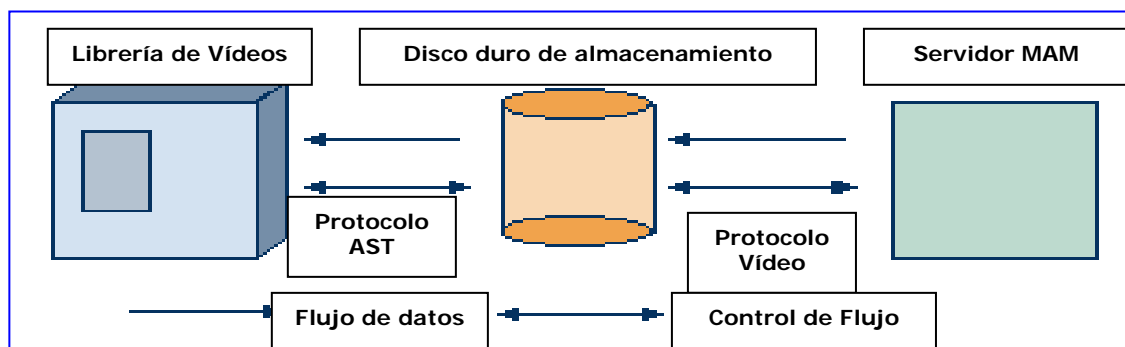 Librería de Vídeos
Disco duro de almacenamiento
Servidor MAM
Protocolo
AST
Protocolo
Vídeo
Flujo de datos
Control de Flujo